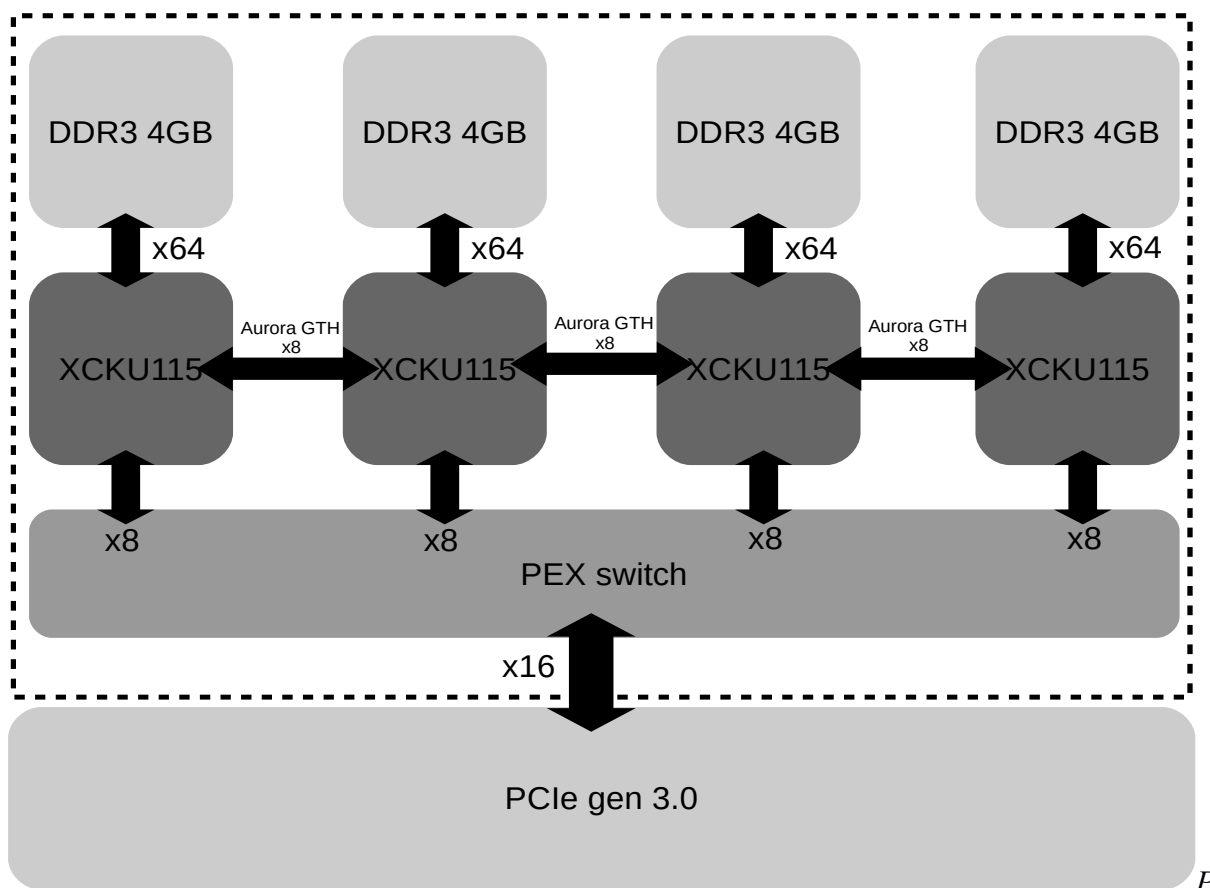 DDR3 4GB DDR3 4GB DDR3 4GB DDR3 4GB
x64 x64 x64 x64
Aurora GTH
x8
Aurora GTH
x8
Aurora GTH
x8
XCKU115 XCKU115 XCKU115 XCKU115
x8 x8 x8 x8
PEX switch
x16
PCIe gen 3.0